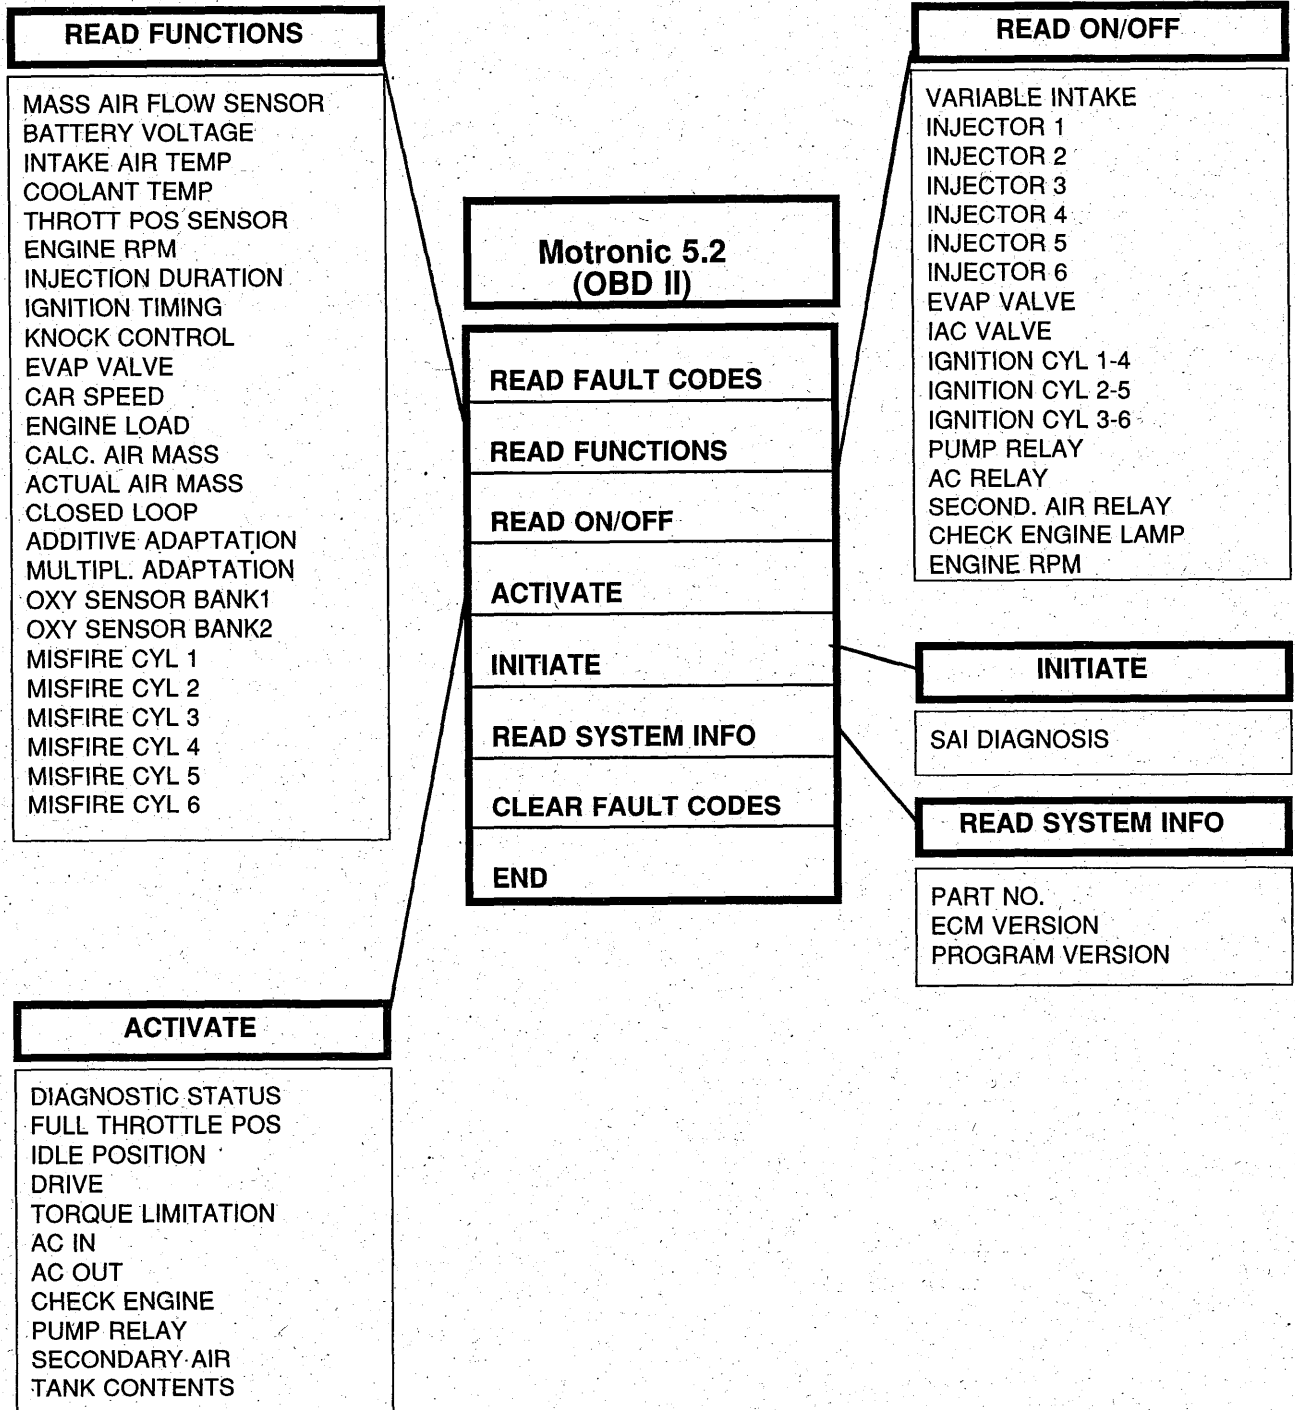 READ FUNCTIONS
MASS AIR FLOW SENSOR
BATTERY VOLTAGE
INTAKE AIR TEMP
COOLANT TEMP
THROTT POS SENSOR
ENGINE RPM
INJECTION DURATION
IGNITION TIMING
KNOCK CONTROL
EVAP VALVE
CAR SPEED
ENGINE LOAD
CALC. AIR MASS
ACTUAL AIR MASS
CLOSED LOOP
ADDITIVE ADAPTATION
MULTIPL. ADAPTATION
OXY SENSOR BANK1
OXY SENSOR BANK2
MISFIRE CYL 1
MISFIRE CYL 2
MISFIRE CYL 3
MISFIRE CYL 4
MISFIRE CYL 5
MISFIRE CYL 6
ACTIVATE
DIAGNOSTIC STATUS
FULL THROTTLE POS
IDLE POSITION
DRIVE
TORQUE LIMITATION
AC IN
AC OUT
CHECK ENGINE
PUMP RELAY
SECONDARY AIR
TANK CONTENTS
Motronic 5.2
(OBD II)
READ FAULT CODES
READ FUNCTIONS
READ ON/OFF
ACTIVATE
INITIATE
READ SYSTEM INFO
CLEAR FAULT CODES
END
READ ON/OFF
VARIABLE INTAKE
INJECTOR 1
INJECTOR 2
INJECTOR 3
INJECTOR 4
INJECTOR 5
INJECTOR 6
EVAP VALVE
IAC VALVE
IGNITION CYL 1-4
IGNITION CYL 2-5
IGNITION CYL 3-6
PUMP RELAY
AC RELAY
SECOND. AIR RELAY
CHECK ENGINE LAMP
ENGINE RPM
INITIATE
SAI DIAGNOSIS
READ SYSTEM INFO
PART NO.
ECM VERSION
PROGRAM VERSION